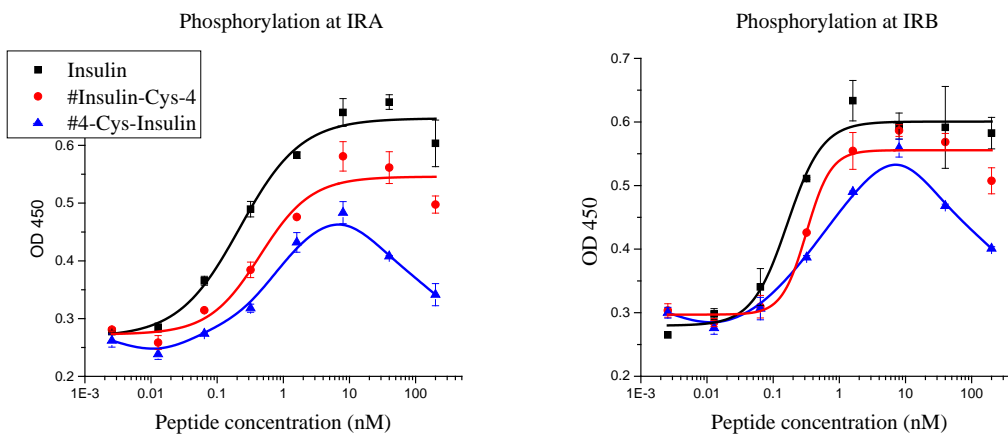 Phosphorylation at IRA
Insulin
#Insulin-Cys-4
#4-Cys-Insulin
0.6
0.5
0.4
0.3
0.2
OD 450
1E-3 0.01 0.1 1 10 100
Peptide concentration (nM)
Phosphorylation at IRB
0.7
0.6
0.5
0.4
0.3
0.2
OD 450
1E-3 0.01 0.1 1 10 100
Peptide concentration (nM)